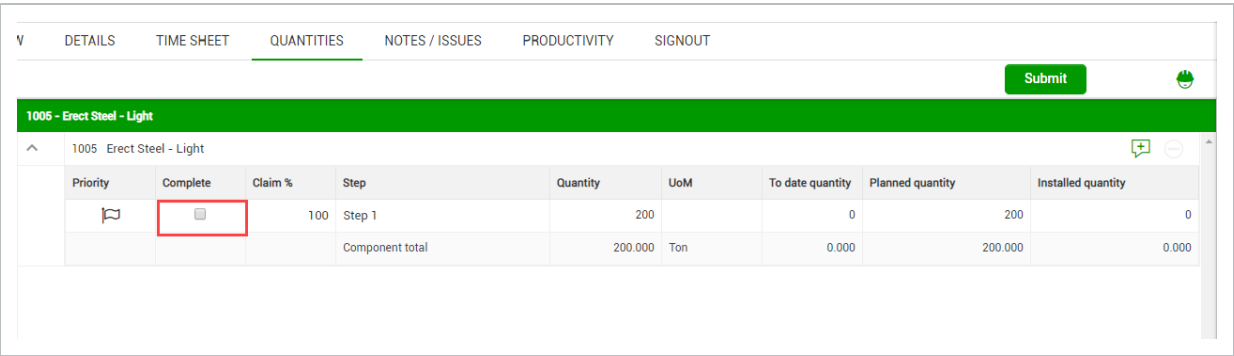 W DETAILS TIME SHEET QUANTITIES NOTES / ISSUES PRODUCTIVITY SIGNOUT
Submit
1005 - Erect Steel - Light
1005 Erect Steel - Light
Priority Complete Claim % Step Quantity UoM To date quantity Planned quantity Installed quantity
100 Step 1 200 0 200 0
Component total 200.000 Ton 0.000 200.000 0.000